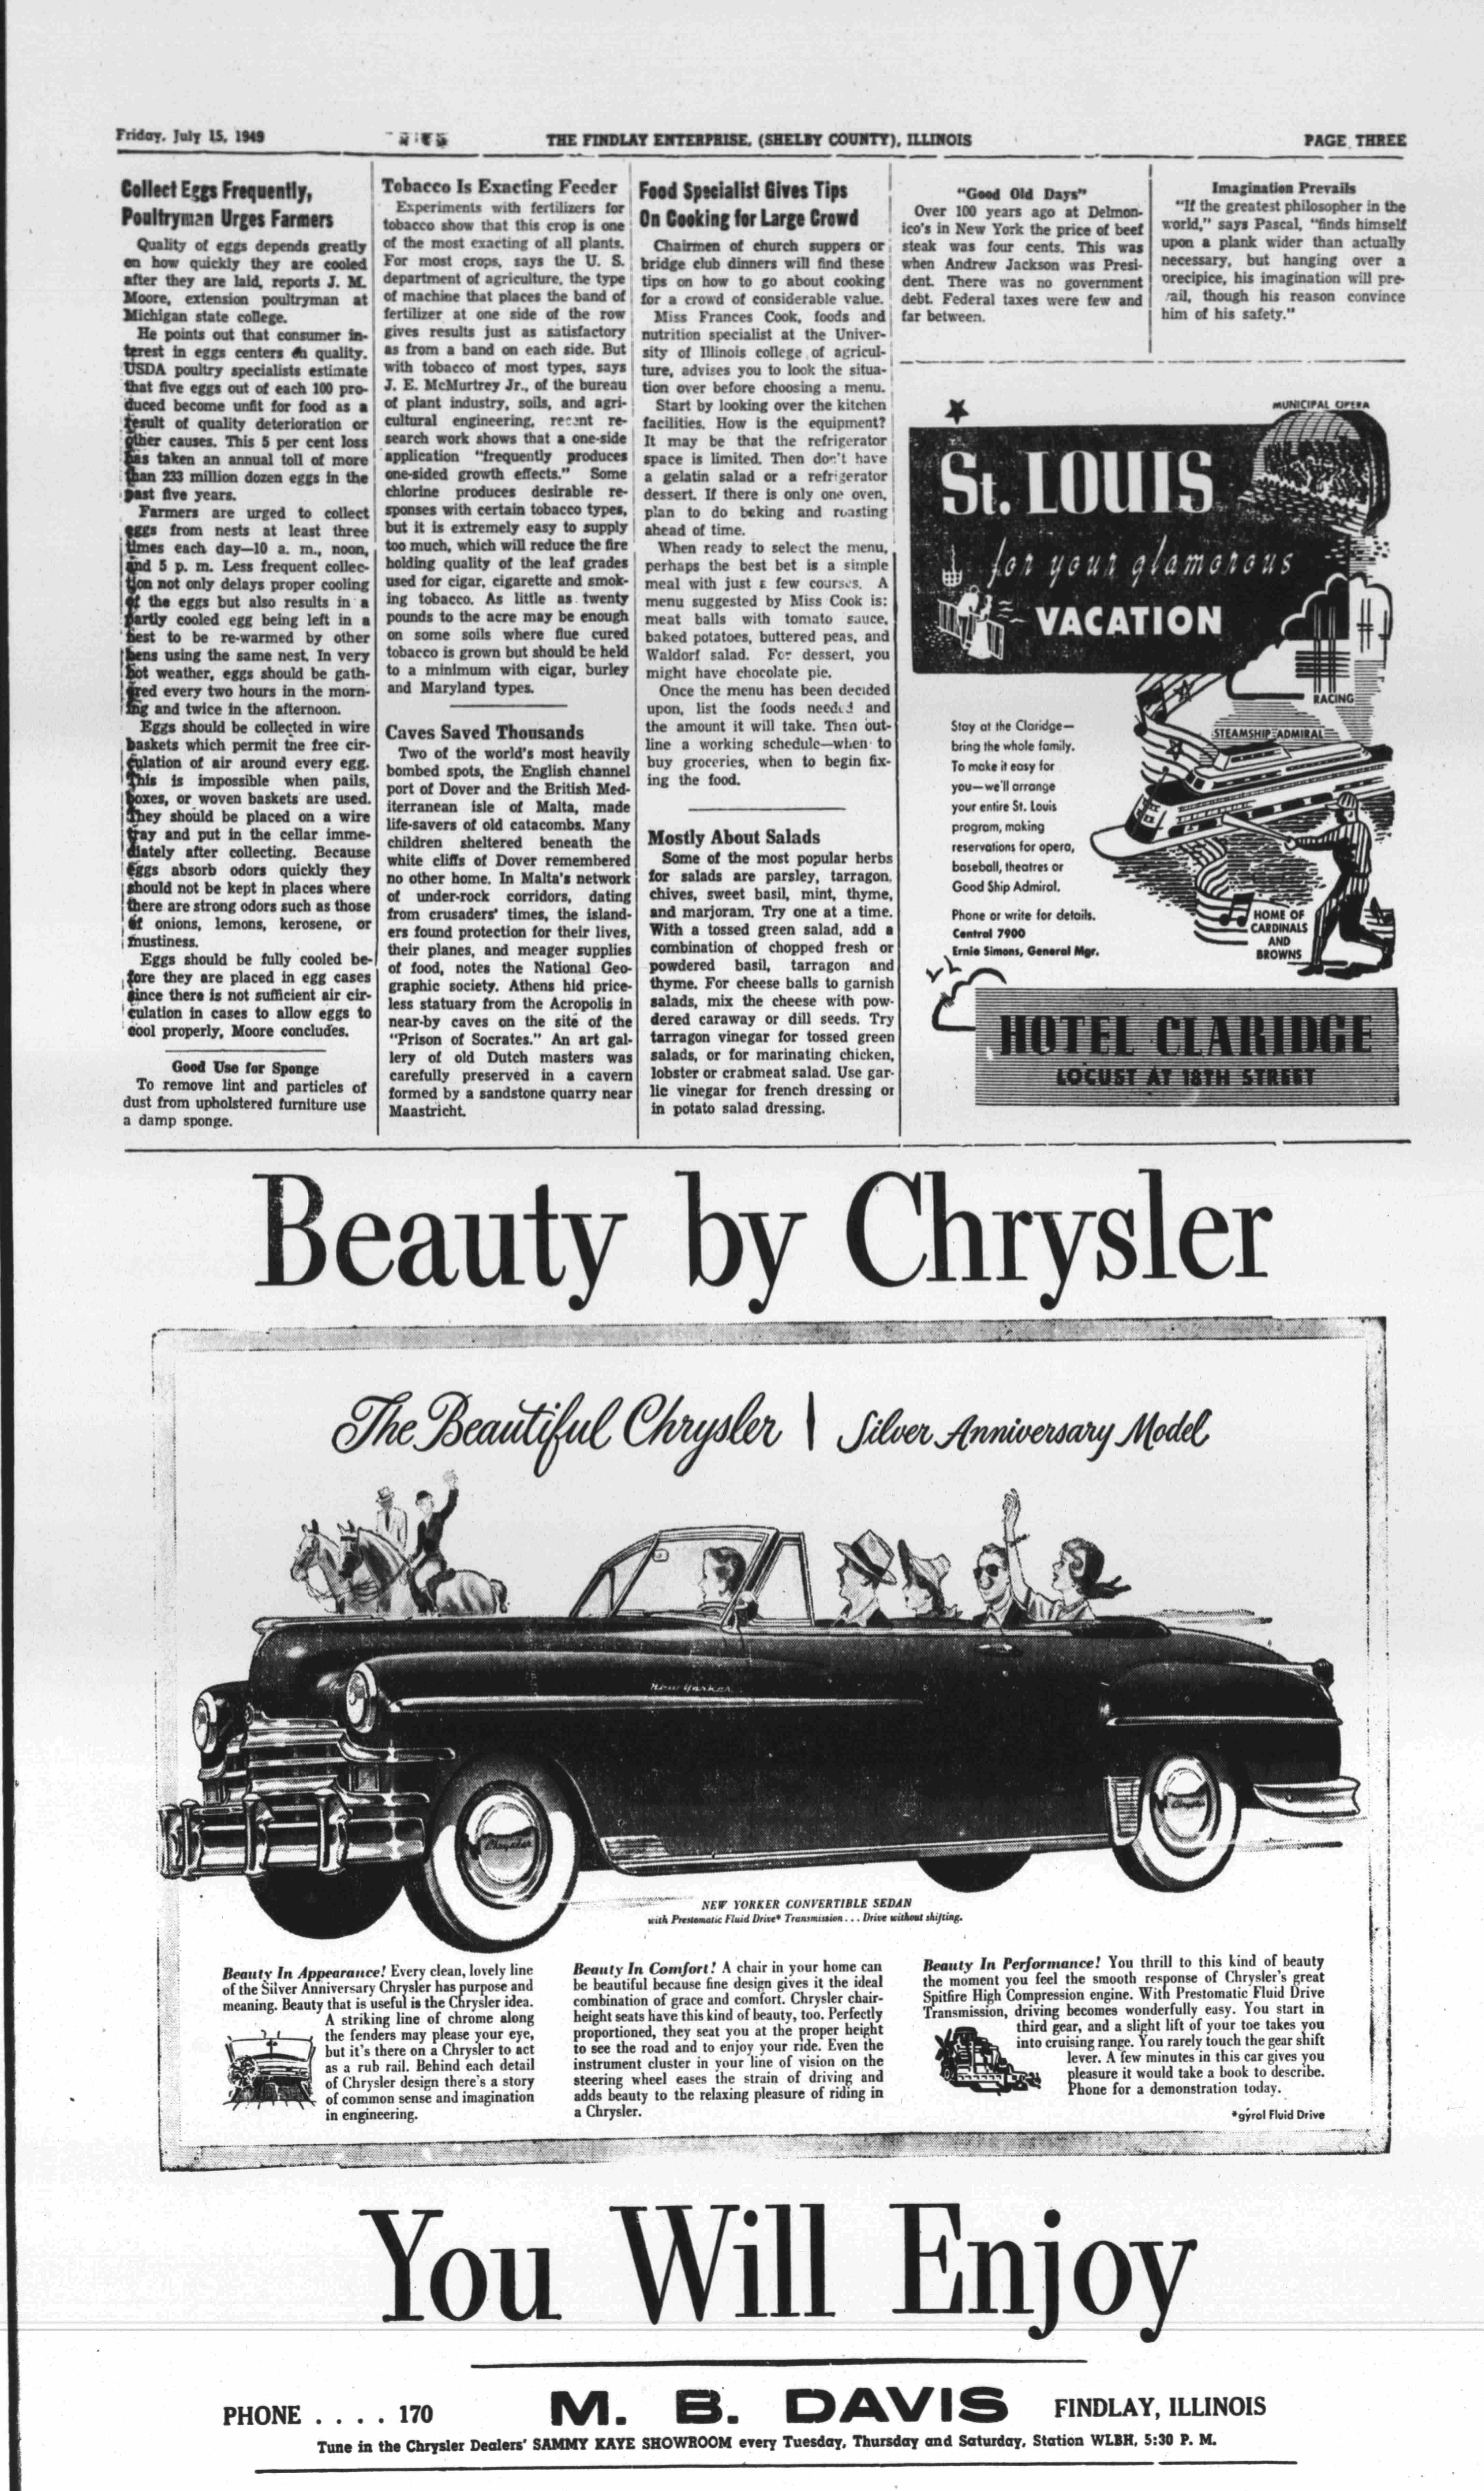 Friday, July 15, 1949
THE FINDLAY ENTERPRISE, (SHELBY COUNTY), ILLINOIS
PAGE THREE
Collect Eggs Frequently,
Poultryman Urges Farmers
Quality of eggs depends greatly
on how quickly they are cooled
after they are laid, reports J. M.
Moore, extension poultryman at
Michigan state college.
He points out that consumer in-
terest in eggs centers on quality.
USDA poultry specialists estimate
that five eggs out of each 100 pro-
duced become unfit for food as a
result of quality deterioration or
other causes. This 5 per cent loss
has taken an annual toll of more
than 233 million dozen eggs in the
past five years.
Farmers are urged to collect
eggs from nests at least three
times each day—10 a. m., noon,
and 5 p. m. Less frequent collec-
tion not only delays proper cooling
of the eggs but also results in a
partly cooled egg being left in a
nest to be re-warmed by other
hens using the same nest. In very
hot weather, eggs should be gath-
ered every two hours in the morn-
ing and twice in the afternoon.
Eggs should be collected in wire
baskets which permit the free cir-
culation of air around every egg.
This is impossible when pails,
boxes, or woven baskets are used.
They should be placed on a wire
tray and put in the cellar imme-
diately after collecting. Because
eggs absorb odors quickly they
should not be kept in places where
there are strong odors such as those
of onions, lemons, kerosene, or
mustiness.
Eggs should be fully cooled be-
fore they are placed in egg cases
since there is not sufficient air cir-
culation in cases to allow eggs to
cool properly, Moore concludes.
Good Use for Sponge
To remove lint and particles of
dust from upholstered furniture use
a damp sponge.
Tobacco Is Exacting Feeder
Experiments with fertilizers for
tobacco show that this crop is one
of the most exacting of all plants.
For most crops, says the U. S.
department of agriculture, the type
of machine that places the band of
fertilizer at one side of the row
gives results just as satisfactory
as from a band on each side. But
with tobacco of most types, says
J. E. McMurtrey Jr., of the bureau
of plant industry, soils, and agri-
cultural engineering, recent re-
search work shows that a one-side
application "frequently produces
one-sided growth effects." Some
chlorine produces desirable re-
sponses with certain tobacco types,
but it is extremely easy to supply
too much, which will reduce the fire
holding quality of the leaf grades
used for cigar, cigarette and smok-
ing tobacco. As little as twenty
pounds to the acre may be enough
on some soils where flue cured
tobacco is grown but should be held
to a minimum with cigar, burley
and Maryland types.
Caves Saved Thousands
Two of the world's most heavily
bombed spots, the English channel
port of Dover and the British Med-
iterranean isle of Malta, made
life-savers of old catacombs. Many
children sheltered beneath the
white cliffs of Dover remembered
no other home. In Malta's network
of under-rock corridors, dating
from crusaders' times, the island-
ers found protection for their lives,
their planes, and meager supplies
of food, notes the National Geo-
graphic society. Athens hid price-
less statuary from the Acropolis in
near-by caves on the site of the
"Prison of Socrates." An art gal-
lery of old Dutch masters was
carefully preserved in a cavern
formed by a sandstone quarry near
Maastricht.
Food Specialist Gives Tips
On Cooking for Large Crowd
Chairmen of church suppers or
bridge club dinners will find these
tips on how to go about cooking
for a crowd of considerable value.
Miss Frances Cook, foods and
nutrition specialist at the Univer-
sity of Illinois college of agricul-
ture, advises you to look the situa-
tion over before choosing a menu.
Start by looking over the kitchen
facilities. How is the equipment?
It may be that the refrigerator
space is limited. Then don't have
a gelatin salad or a refrigerator
dessert. If there is only one oven,
plan to do beking and roasting
ahead of time.
When ready to select the menu,
perhaps the best bet is a simple
meal with just a few courses. A
menu suggested by Miss Cook is:
meat balls with tomato sauce,
baked potatoes, buttered peas, and
Waldorf salad. For dessert, you
might have chocolate pie.
Once the menu has been decided
upon, list the foods needed and
the amount it will take. Then out-
line a working schedule—when to
buy groceries, when to begin fix-
ing the food.
Mostly About Salads
Some of the most popular herbs
for salads are parsley, tarragon,
chives, sweet basil, mint, thyme,
and marjoram. Try one at a time.
With a tossed green salad, add a
combination of chopped fresh or
powdered basil, tarragon and
thyme. For cheese balls to garnish
salads, mix the cheese with pow-
dered caraway or dill seeds. Try
tarragon vinegar for tossed green
salads, or for marinating chicken,
lobster or crabmeat salad. Use gar-
lic vinegar for french dressing or
in potato salad dressing.
"Good Old Days"
Over 100 years ago at Delmon-
ico's in New York the price of beef
steak was four cents. This was
when Andrew Jackson was Presi-
dent. There was no government
debt. Federal taxes were few and
far between.
Imagination Prevails
"If the greatest philosopher in the
world," says Pascal, "finds himself
upon a plank wider than actually
necessary, but hanging over a
precipice, his imagination will pre-
vail, though his reason convince
him of his safety."
MUNICIPAL OPERA
St. LOUIS
for your glamorous
VACATION
RACING
STEAMSHIP ADMIRAL
Stay at the Claridge—
bring the whole family.
To make it easy for
you—we'll arrange
your entire St. Louis
program, making
reservations for opera,
baseball, theatres or
Good Ship Admiral.
Phone or write for details.
Central 7900
Ernie Simons, General Mgr.
HOME OF
CARDINALS
AND
BROWNS
HOTEL CLARIDGE
LOCUST AT 18TH STREET
Beauty by Chrysler
The Beautiful Chrysler | Silver Anniversary Model
New Yorker
Chrysler
Chrysler
NEW YORKER CONVERTIBLE SEDAN
with Prestomatic Fluid Drive* Transmission . . . Drive without shifting.
Beauty In Appearance! Every clean, lovely line
of the Silver Anniversary Chrysler has purpose and
meaning. Beauty that is useful is the Chrysler idea.
A striking line of chrome along
the fenders may please your eye,
but it's there on a Chrysler to act
as a rub rail. Behind each detail
of Chrysler design there's a story
of common sense and imagination
in engineering.
Beauty In Comfort! A chair in your home can
be beautiful because fine design gives it the ideal
combination of grace and comfort. Chrysler chair-
height seats have this kind of beauty, too. Perfectly
proportioned, they seat you at the proper height
to see the road and to enjoy your ride. Even the
instrument cluster in your line of vision on the
steering wheel eases the strain of driving and
adds beauty to the relaxing pleasure of riding in
a Chrysler.
Beauty In Performance! You thrill to this kind of beauty
the moment you feel the smooth response of Chrysler's great
Spitfire High Compression engine. With Prestomatic Fluid Drive
Transmission, driving becomes wonderfully easy. You start in
third gear, and a slight lift of your toe takes you
into cruising range. You rarely touch the gear shift
lever. A few minutes in this car gives you
pleasure it would take a book to describe.
Phone for a demonstration today.
*gyrol Fluid Drive
You Will Enjoy
PHONE . . . . 170
M. B. DAVIS
FINDLAY, ILLINOIS
Tune in the Chrysler Dealers' SAMMY KAYE SHOWROOM every Tuesday, Thursday and Saturday, Station WLBH, 5:30 P. M.